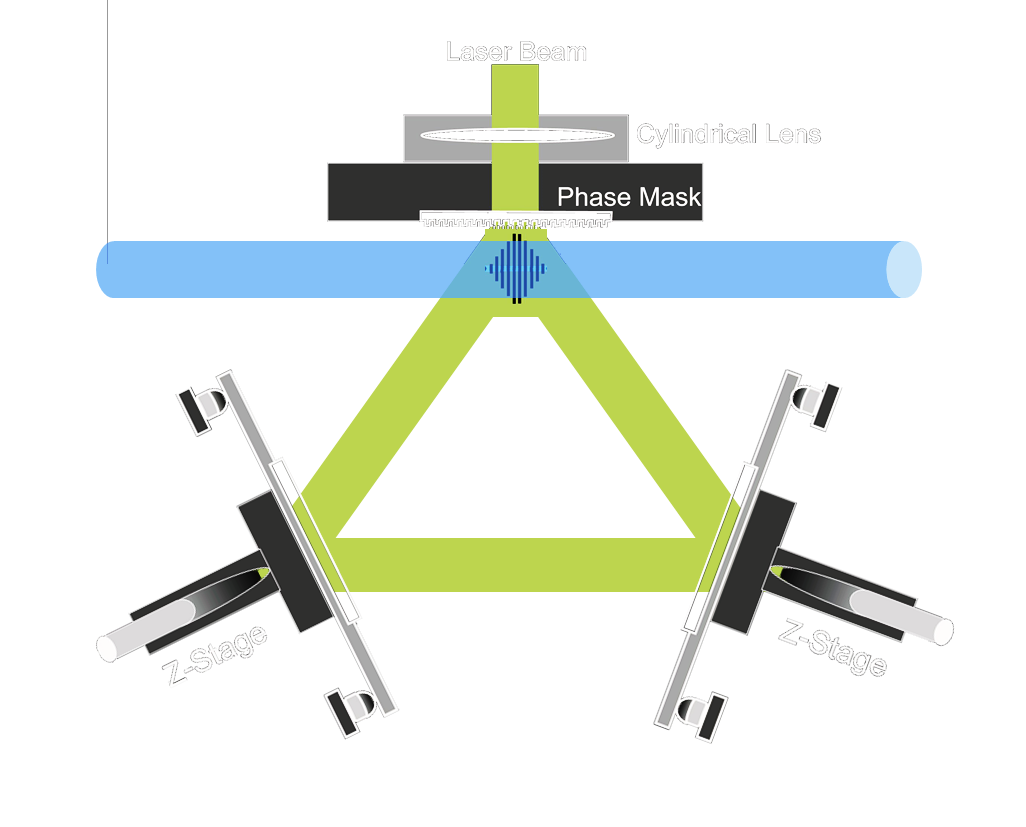 Laser Beam
Cylindrical Lens
Phase Mask
Z-Stage
Z-Stage